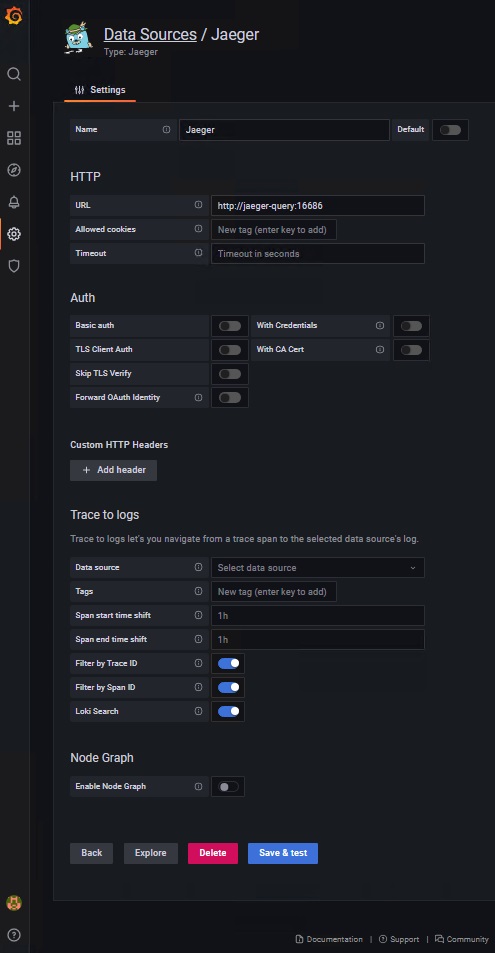 Data Sources / Jaeger
Type: Jaeger
Settings
Name Jaeger Default
HTTP
URL http://jaeger-query:16686
Allowed cookies New tag (enter key to add)
Timeout Timeout in seconds
Auth
Basic auth With Credentials
TLS Client Auth With CA Cert
Skip TLS Verify
Forward OAuth Identity
Custom HTTP Headers
+ Add header
Trace to logs
Trace to logs let's you navigate from a trace span to the selected data source's log.
Data source Select data source
Tags New tag (enter key to add)
Span start time shift 1h
Span end time shift 1h
Filter by Trace ID
Filter by Span ID
Loki Search
Node Graph
Enable Node Graph
Back Explore Delete Save & test
Documentation | Support | Community